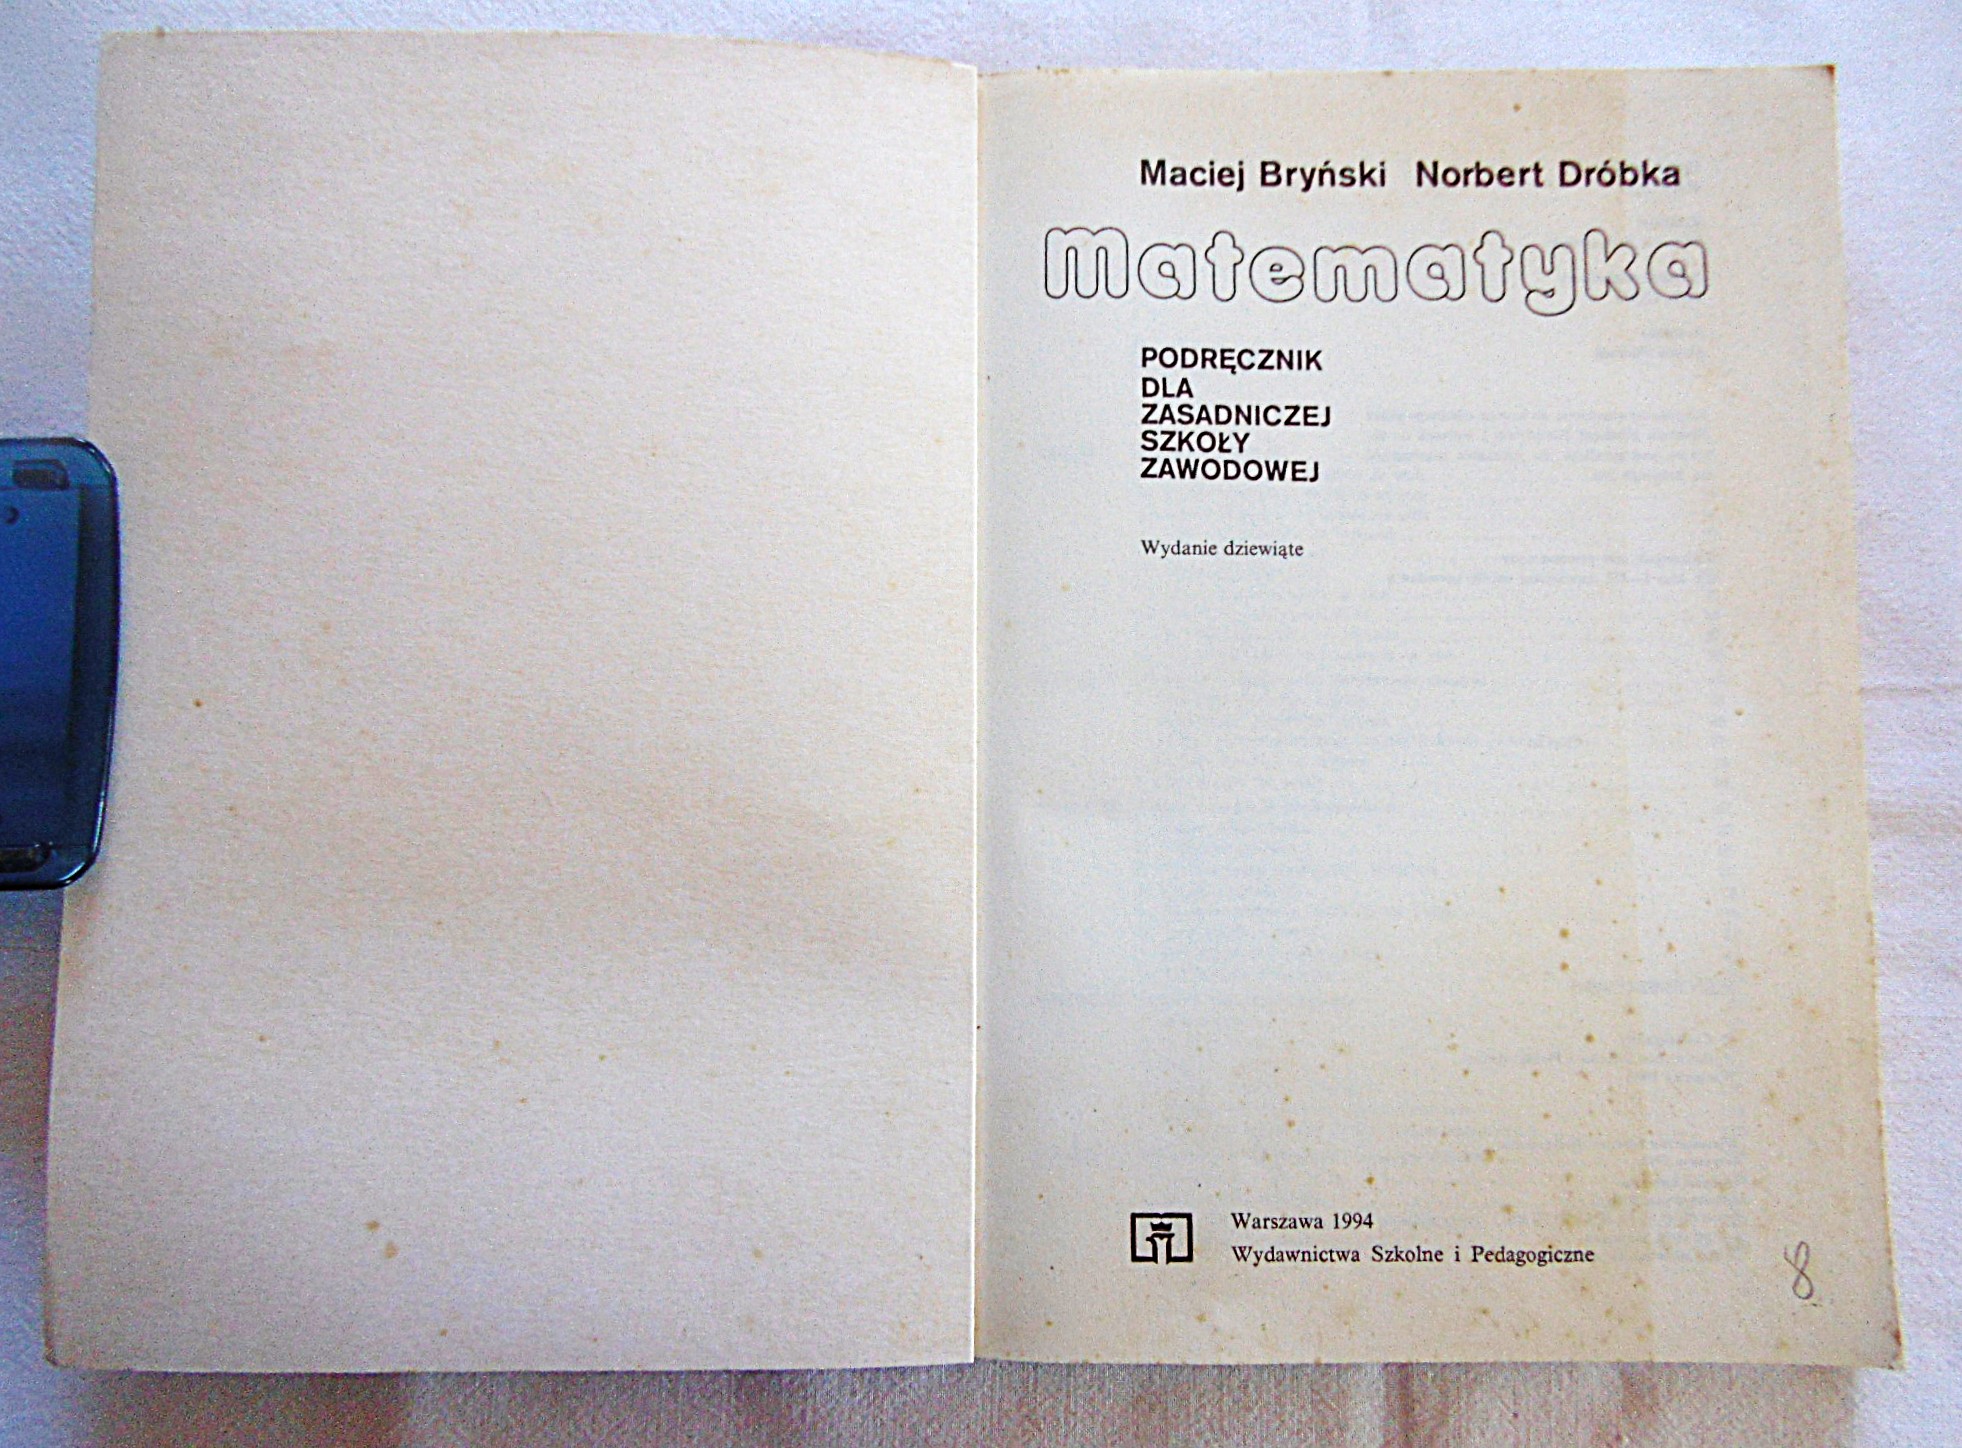 Maciej Bryński Norbert Dróbka
matematyka
PODRĘCZNIK
DLA
ZASADNICZEJ
SZKOŁY
ZAWODOWEJ
Wydanie dziewiąte
Warszawa 1994
Wydawnictwa Szkolne i Pedagogiczne
8